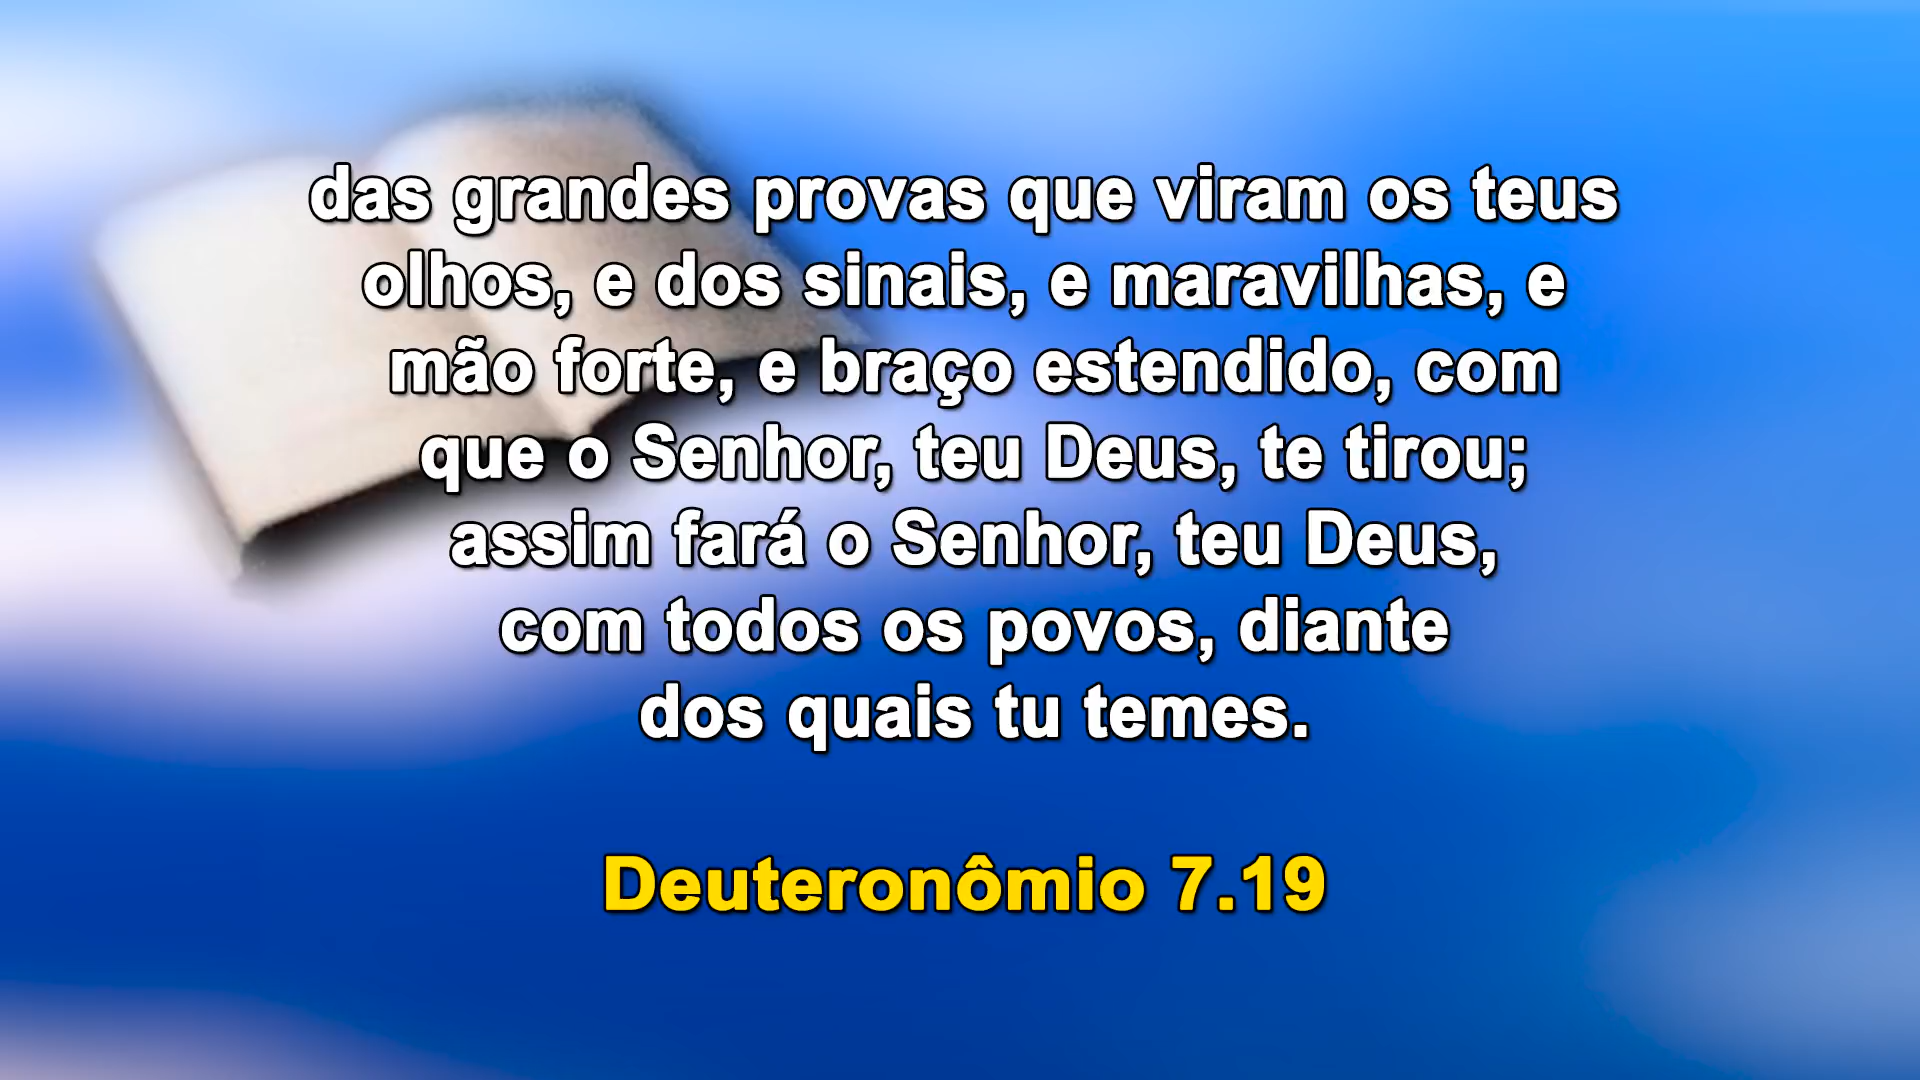 das grandes provas que viram os teus
olhos, e dos sinais, e maravilhas, e
mão forte, e braço estendido, com
que o Senhor, teu Deus, te tirou;
assim fará o Senhor, teu Deus,
com todos os povos, diante
dos quais tu temes.
Deuteronômio 7.19